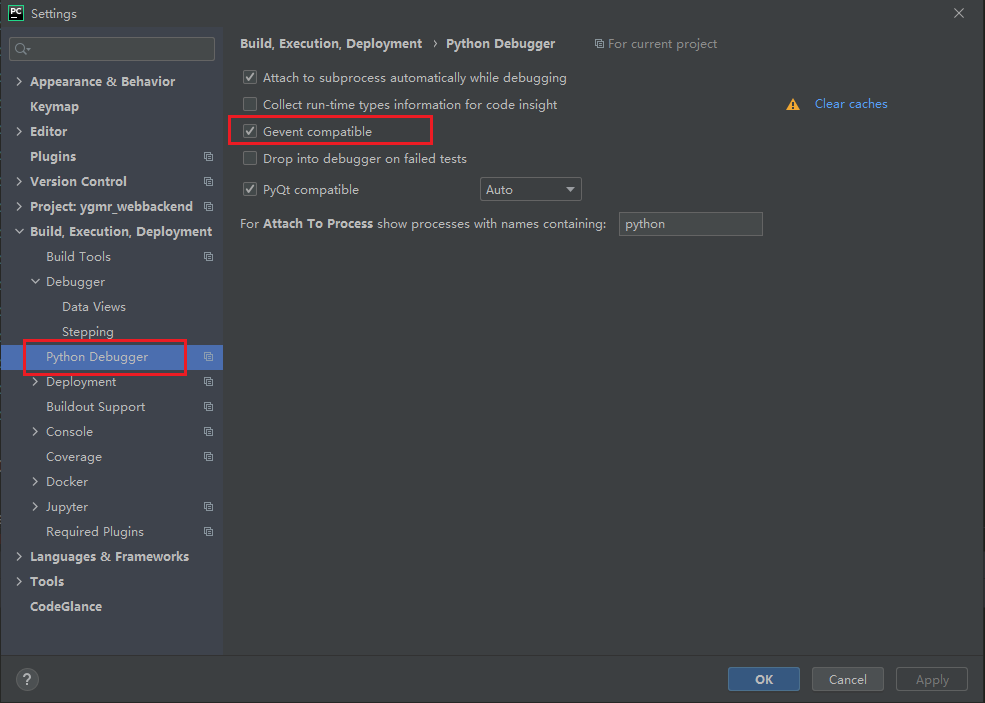 PC
Settings
Appearance & Behavior
Keymap
Editor
Plugins
Version Control
Project: ygmr_webbackend
Build, Execution, Deployment
Build Tools
Debugger
Data Views
Stepping
Python Debugger
Deployment
Buildout Support
Console
Coverage
Docker
Jupyter
Required Plugins
Languages & Frameworks
Tools
CodeGlance
Build, Execution, Deployment › Python Debugger For current project
Attach to subprocess automatically while debugging
Collect run-time types information for code insight Clear caches
Gevent compatible
Drop into debugger on failed tests
PyQt compatible Auto
For Attach To Process show processes with names containing: python
? OK Cancel Apply